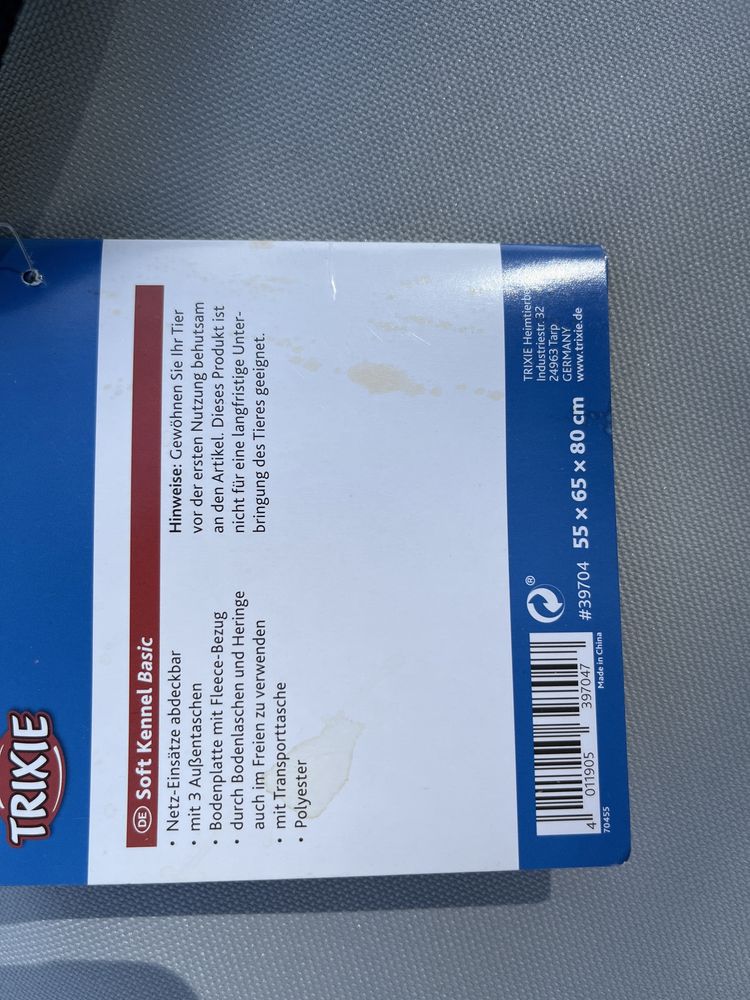 TRIXIE
DE Soft Kennel Basic
• Netz-Einsätze abdeckbar
• mit 3 Außentaschen
• Bodenplatte mit Fleece-Bezug
• durch Bodenlaschen und Heringe
auch im Freien zu verwenden
• mit Transporttasche
• Polyester
Hinweise: Gewöhnen Sie Ihr Tier
vor der ersten Nutzung behutsam
an den Artikel. Dieses Produkt ist
nicht für eine langfristige Unter-
bringung des Tieres geeignet.
4 011905 397047
70455
Made in China
®
#39704 55 x 65 x 80 cm
TRIXIE
Industriestr. 32
24963 Tarp
GERMANY
www.trixie.de